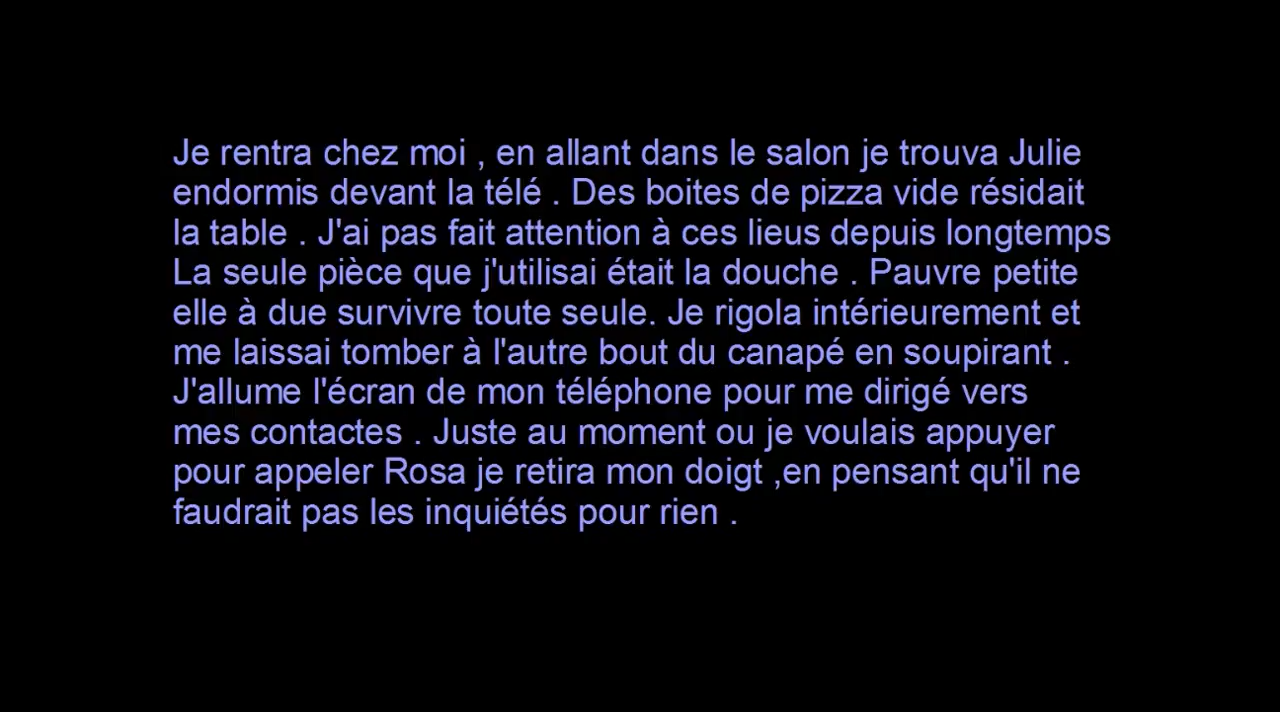 Je rentra chez moi , en allant dans le salon je trouva Julie
endormis devant la télé . Des boites de pizza vide résidait
la table . J'ai pas fait attention à ces lieus depuis longtemps
La seule pièce que j'utilisai était la douche . Pauvre petite
elle à due survivre toute seule. Je rigola intérieurement et
me laissai tomber à l'autre bout du canapé en soupirant .
J'allume l'écran de mon téléphone pour me dirigé vers
mes contactes . Juste au moment ou je voulais appuyer
pour appeler Rosa je retira mon doigt ,en pensant qu'il ne
faudrait pas les inquiétés pour rien .